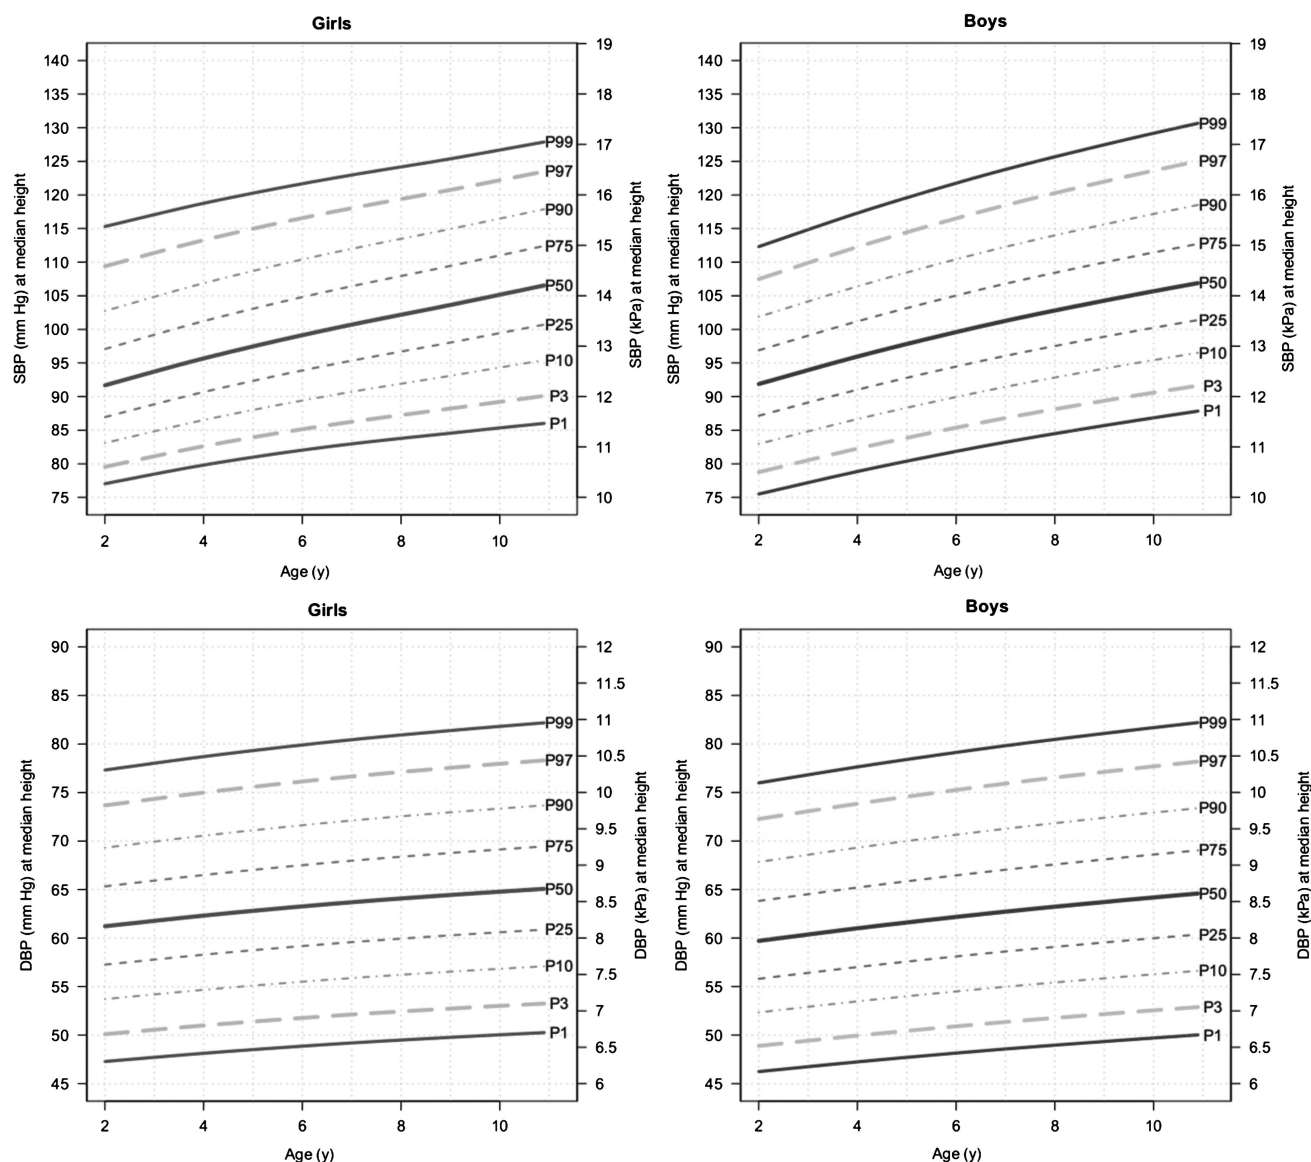 Girls
SBP (mm Hg) at median height
140
135
130
125
120
115
110
105
100
95
90
85
80
75
19
18
17
16
15
14
13
12
11
10
SBP (kPa) at median height
P99
P97
P90
P75
P50
P25
P10
P3
P1
2 4 6 8 10
Age (y)
Boys
SBP (mm Hg) at median height
140
135
130
125
120
115
110
105
100
95
90
85
80
75
19
18
17
16
15
14
13
12
11
10
SBP (kPa) at median height
P99
P97
P90
P75
P50
P25
P10
P3
P1
2 4 6 8 10
Age (y)
Girls
DBP (mm Hg) at median height
90
85
80
75
70
65
60
55
50
45
12
11.5
11
10.5
10
9.5
9
8.5
8
7.5
7
6.5
6
DBP (kPa) at median height
P99
P97
P90
P75
P50
P25
P10
P3
P1
2 4 6 8 10
Age (y)
Boys
DBP (mm Hg) at median height
90
85
80
75
70
65
60
55
50
45
12
11.5
11
10.5
10
9.5
9
8.5
8
7.5
7
6.5
6
DBP (kPa) at median height
P99
P97
P90
P75
P50
P25
P10
P3
P1
2 4 6 8 10
Age (y)